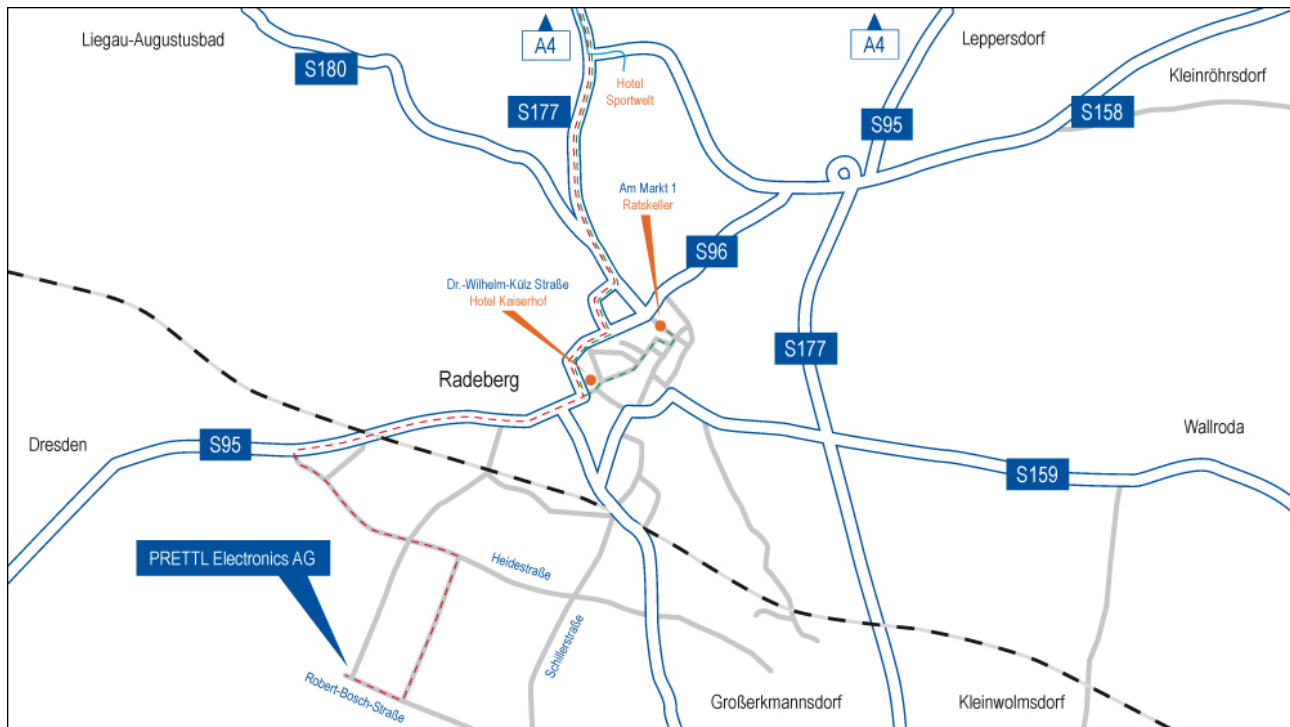 Liegau-Augustusbad
A4
A4
Leppersdorf
S180
Hotel
Sportwelt
Kleinröhrsdorf
S177
S95
S158
Am Markt 1
Ratskeller
S96
Dr.-Wilhelm-Külz Straße
Hotel Kaiserhof
S177
Radeberg
Dresden
S95
Wallroda
S159
PRETTL Electronics AG
Heidestraße
Schillerstraße
Robert-Bosch-Straße
Großerkmannsdorf
Kleinwolmsdorf